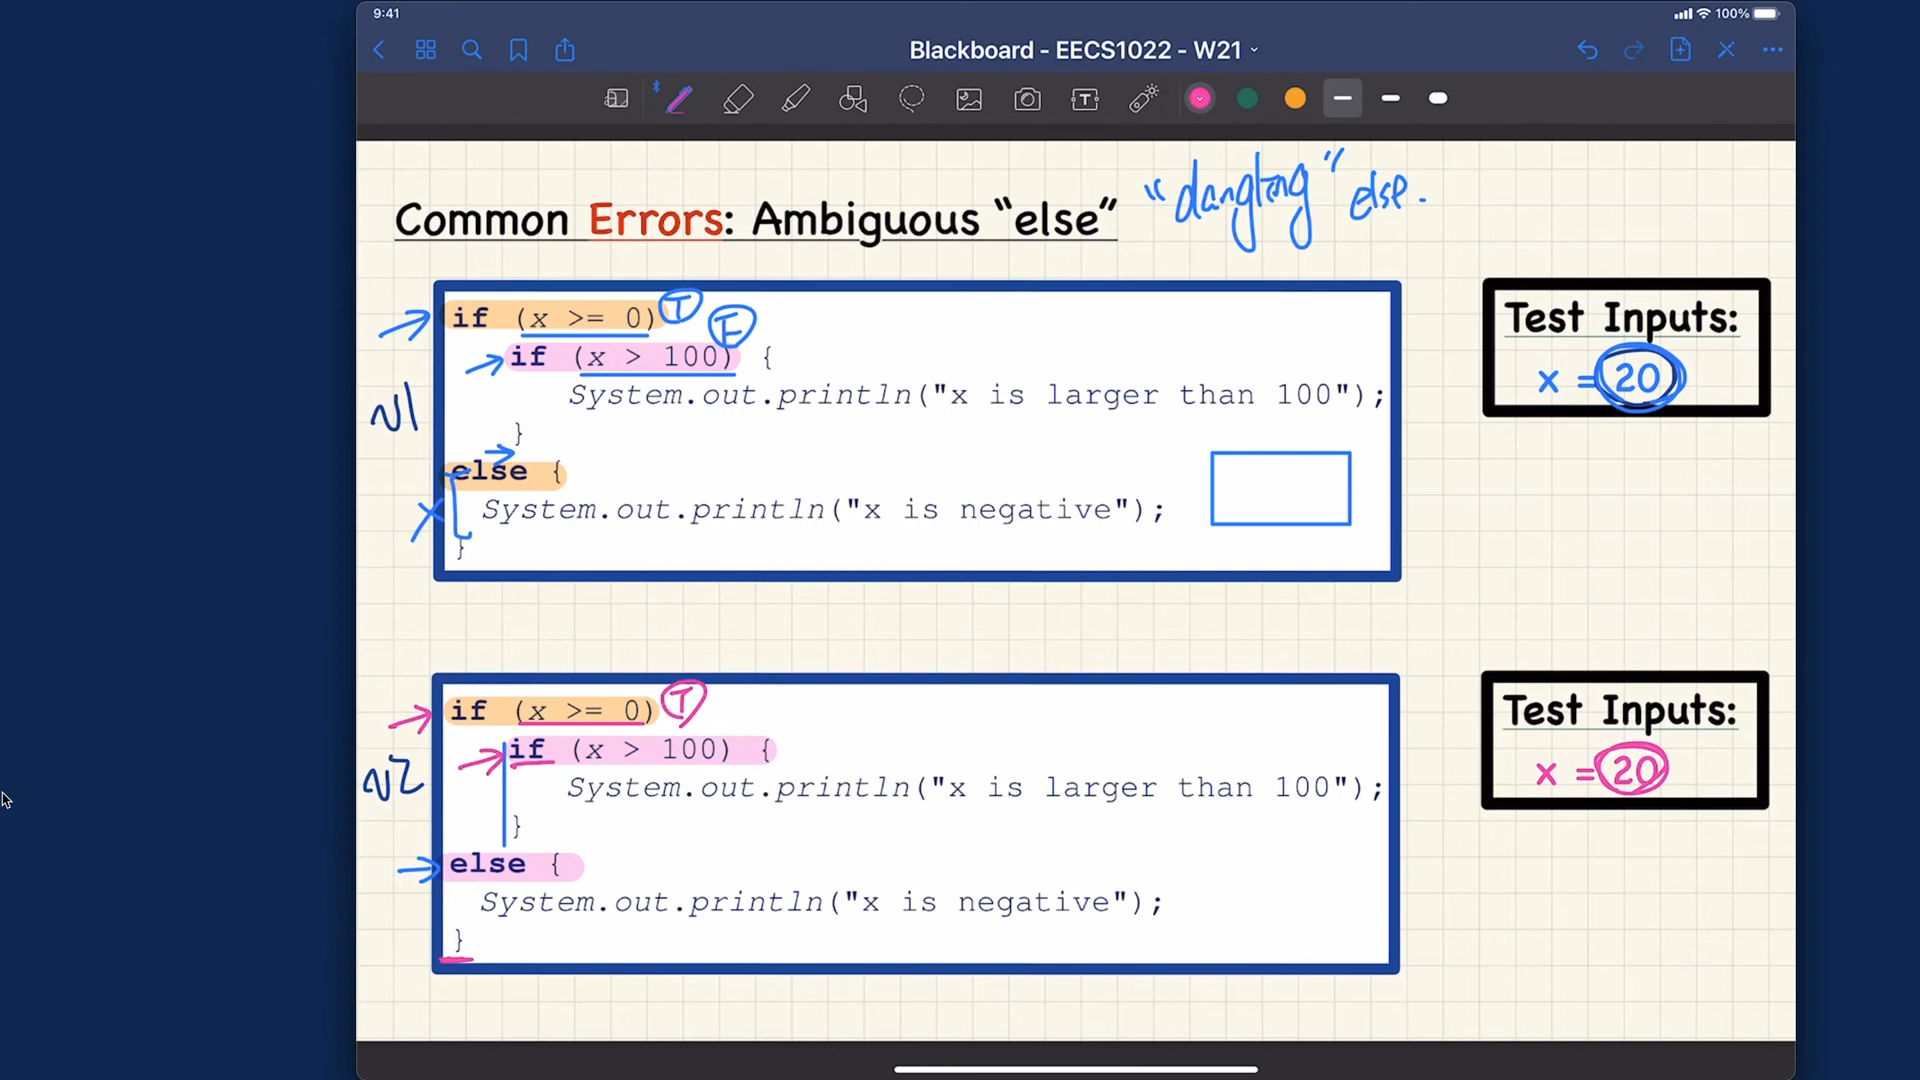 9:41
100%
Blackboard - EECS1022 - W21
Common Errors: Ambiguous “else” “dangling” else.
if (x >= 0) T
if (x > 100) { F
System.out.println("x is larger than 100");
}
else {
System.out.println("x is negative");
}
V1
Test Inputs:
x = 20
if (x >= 0) T
if (x > 100) {
System.out.println("x is larger than 100");
}
else {
System.out.println("x is negative");
}
V2
Test Inputs:
x = 20